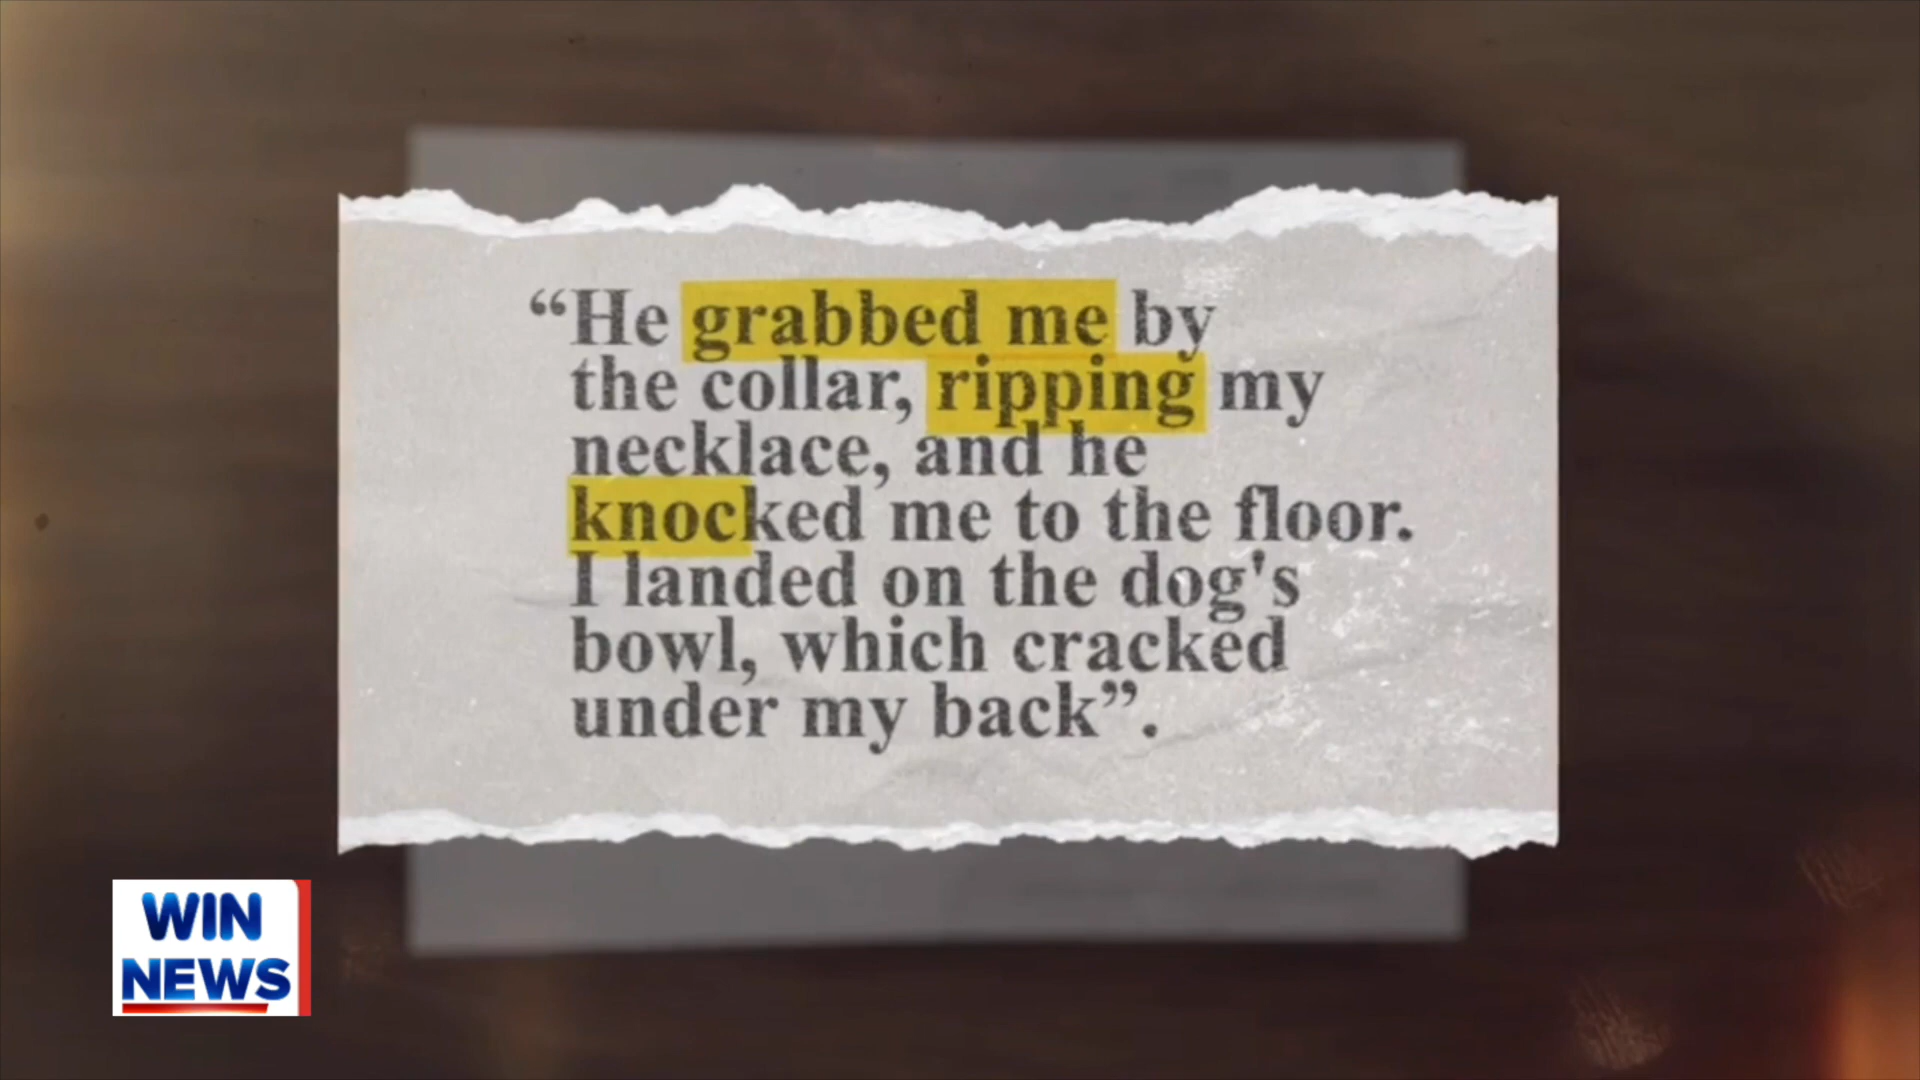 “He grabbed me by
the collar, ripping my
necklace, and he
knocked me to the floor.
I landed on the dog's
bowl, which cracked
under my back”.
WIN
NEWS